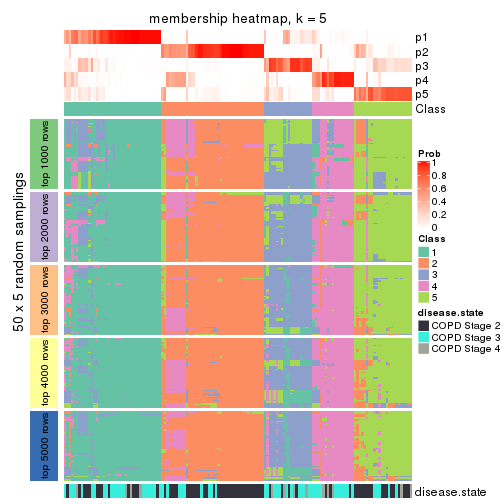 membership heatmap, k = 5
p1
p2
p3
p4
p5
Class
50 x 5 random samplings
top 1000 rows
top 2000 rows
top 3000 rows
top 4000 rows
top 5000 rows
Prob
1
0.8
0.6
0.4
0.2
0
Class
1
2
3
4
5
disease.state
COPD Stage 2
COPD Stage 3
COPD Stage 4
disease.state